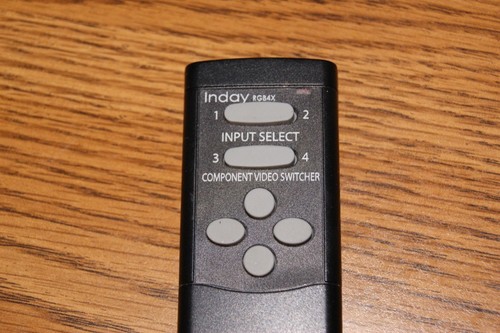 Inday RGB4X
1 2
INPUT SELECT
3 4
COMPONENT VIDEO SWITCHER